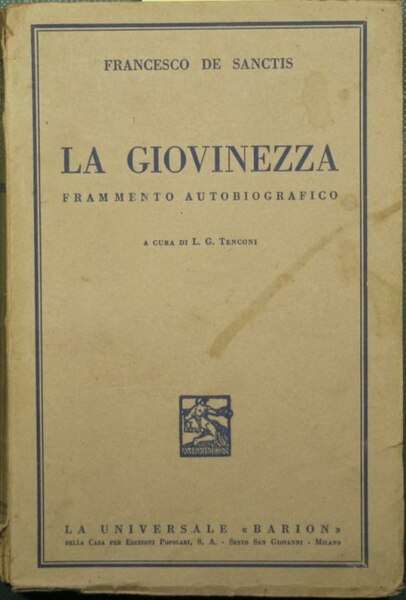 FRANCESCO DE SANCTIS
LA GIOVINEZZA
FRAMMENTO AUTOBIOGRAFICO
A CURA DI L. G. TENCONI
LA UNIVERSALE «BARION»
DELLA CASA PER EDIZIONI POPOLARI, S. A. - SESTO SAN GIOVANNI - MILANO